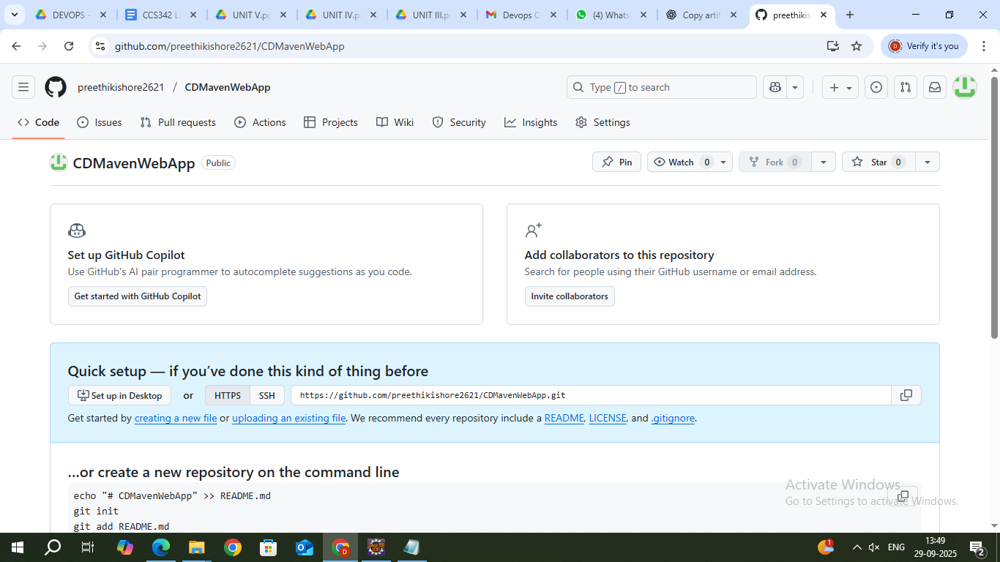 DEVOPS -
CCS342 L
UNIT V.p
UNIT IV.p
UNIT III.p
Devops C
(4) Whats
Copy arti
preethikis
github.com/preethikishore2621/CDMavenWebApp
D
Verify it's you
preethikishore2621 / CDMavenWebApp
Type / to search
Code
Issues
Pull requests
Actions
Projects
Wiki
Security
Insights
Settings
CDMavenWebApp
Public
Pin
Watch 0
Fork 0
Star 0
Set up GitHub Copilot
Use GitHub's AI pair programmer to autocomplete suggestions as you code.
Get started with GitHub Copilot
Add collaborators to this repository
Search for people using their GitHub username or email address.
Invite collaborators
Quick setup — if you’ve done this kind of thing before
Set up in Desktop
or
HTTPS
SSH
https://github.com/preethikishore2621/CDMavenWebApp.git
Get started by creating a new file or uploading an existing file. We recommend every repository include a README, LICENSE, and .gitignore.
…or create a new repository on the command line
echo "# CDMavenWebApp" >> README.md
git init
git add README.md
Activate Windows
Go to Settings to activate Windows.
D
JAVA EE
IDE
1
ENG
13:49
29-09-2025
2